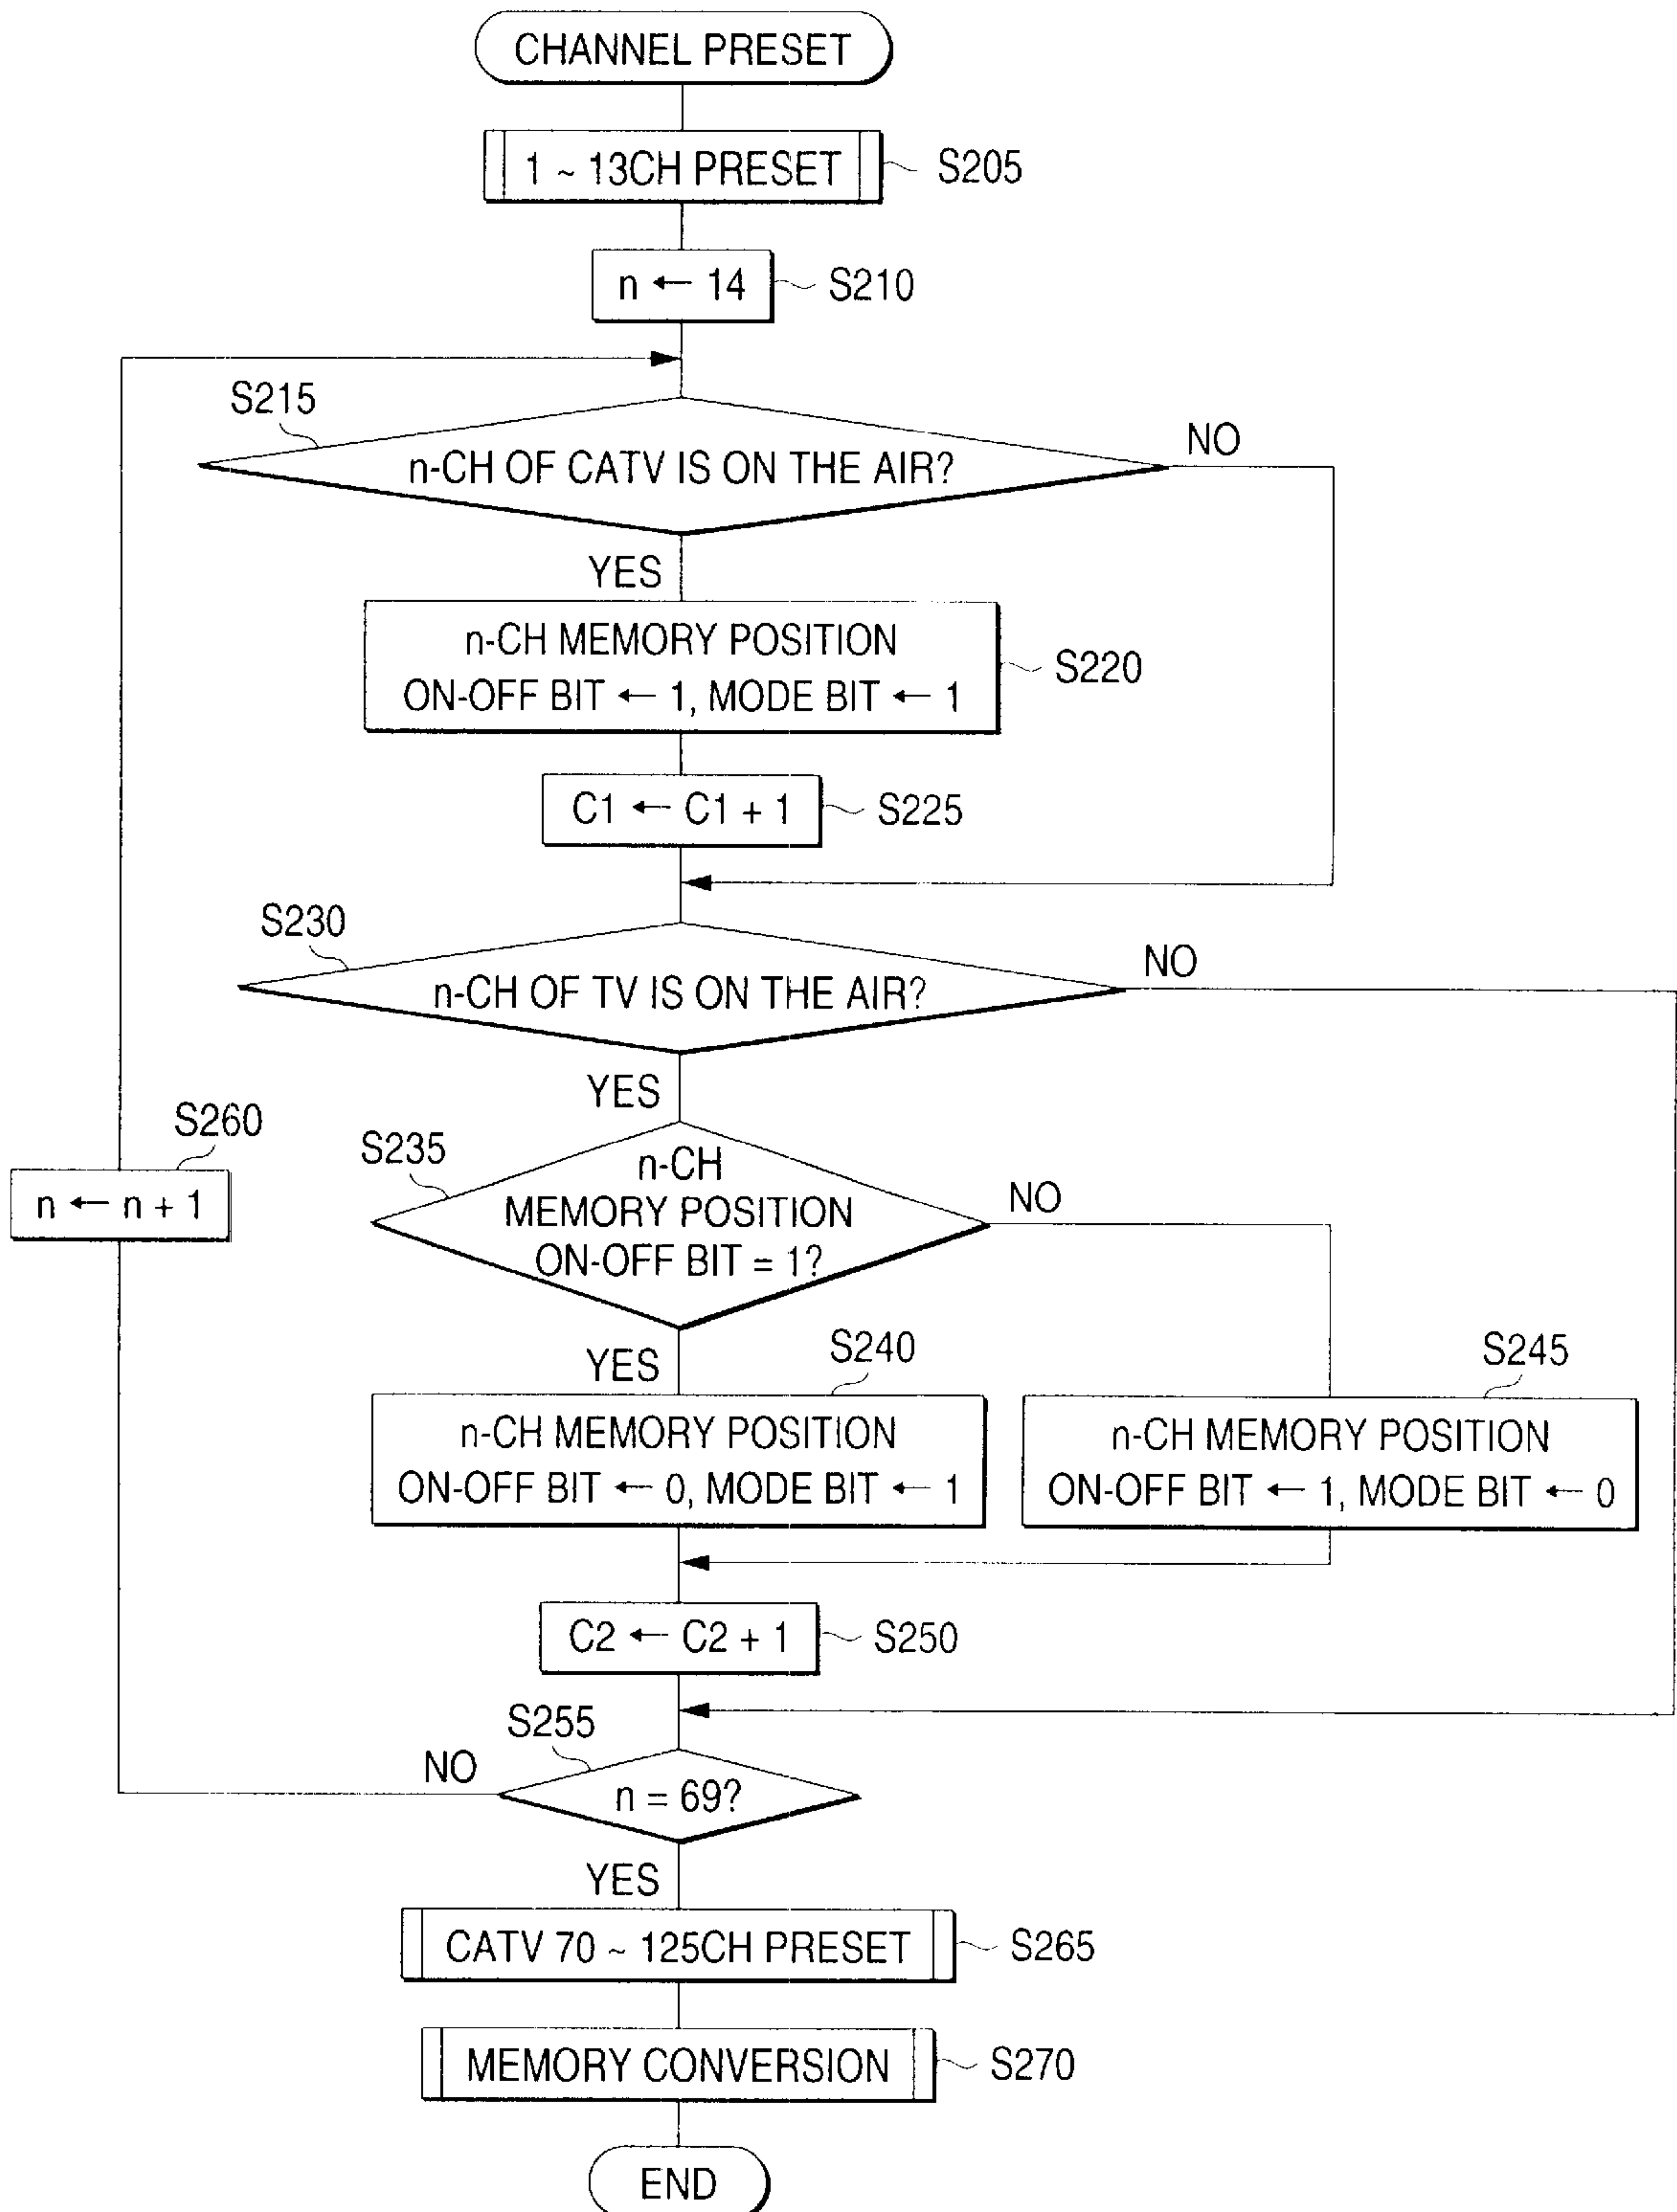 CHANNEL PRESET
1 ~ 13CH PRESET
S205
n ← 14
S210
S215
n-CH OF CATV IS ON THE AIR?
NO
YES
n-CH MEMORY POSITION
ON-OFF BIT ← 1, MODE BIT ← 1
S220
C1 ← C1 + 1
S225
S230
n-CH OF TV IS ON THE AIR?
NO
YES
S260
n ← n + 1
S235
n-CH
MEMORY POSITION
ON-OFF BIT = 1?
NO
YES
S240
n-CH MEMORY POSITION
ON-OFF BIT ← 0, MODE BIT ← 1
S245
n-CH MEMORY POSITION
ON-OFF BIT ← 1, MODE BIT ← 0
C2 ← C2 + 1
S250
S255
NO
n = 69?
YES
CATV 70 ~ 125CH PRESET
S265
MEMORY CONVERSION
S270
END